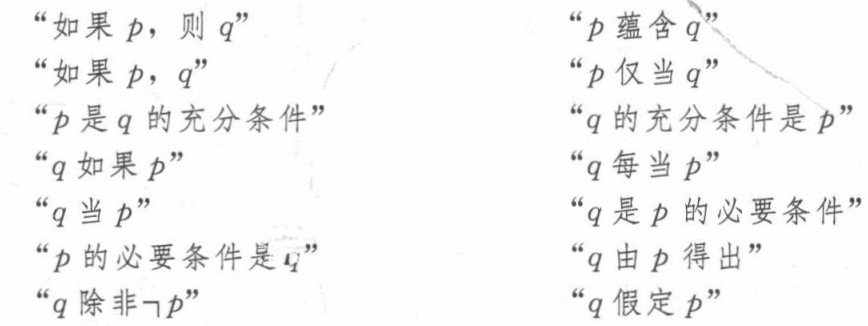 “如果 p，则 q” “p 蕴含 q”
“如果 p，q” “p 仅当 q”
“p 是 q 的充分条件” “q 的充分条件是 p”
“q 如果 p” “q 每当 p”
“q 当 p” “q 是 p 的必要条件”
“p 的必要条件是 q” “q 由 p 得出”
“q 除非¬p” “q 假定 p”